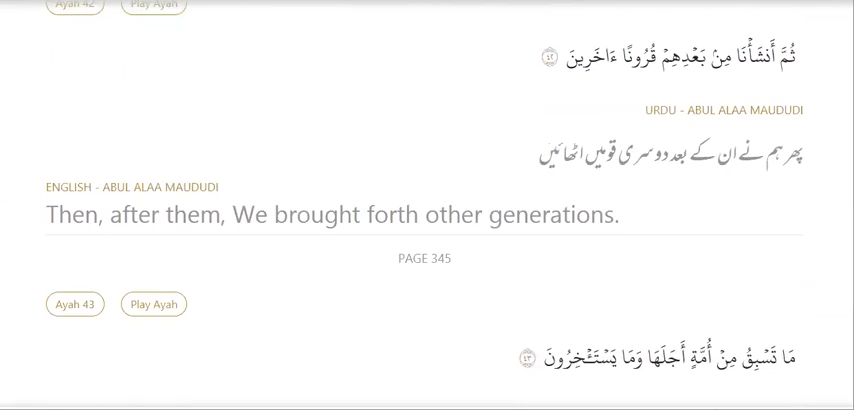 Ayah 42
Play Ayah
ثُمَّ أَنشَأْنَا مِنۢ بَعْدِهِمْ قُرُونًا ءَاخَرِينَ ٤٢
URDU - ABUL ALAA MAUDUDI
پھر ہم نے ان کے بعد دوسری قومیں اٹھائیں
ENGLISH - ABUL ALAA MAUDUDI
Then, after them, We brought forth other generations.
PAGE 345
Ayah 43
Play Ayah
مَا تَسْبِقُ مِنْ أُمَّةٍ أَجَلَهَا وَمَا يَسْتَـْٔخِرُونَ ٤٣